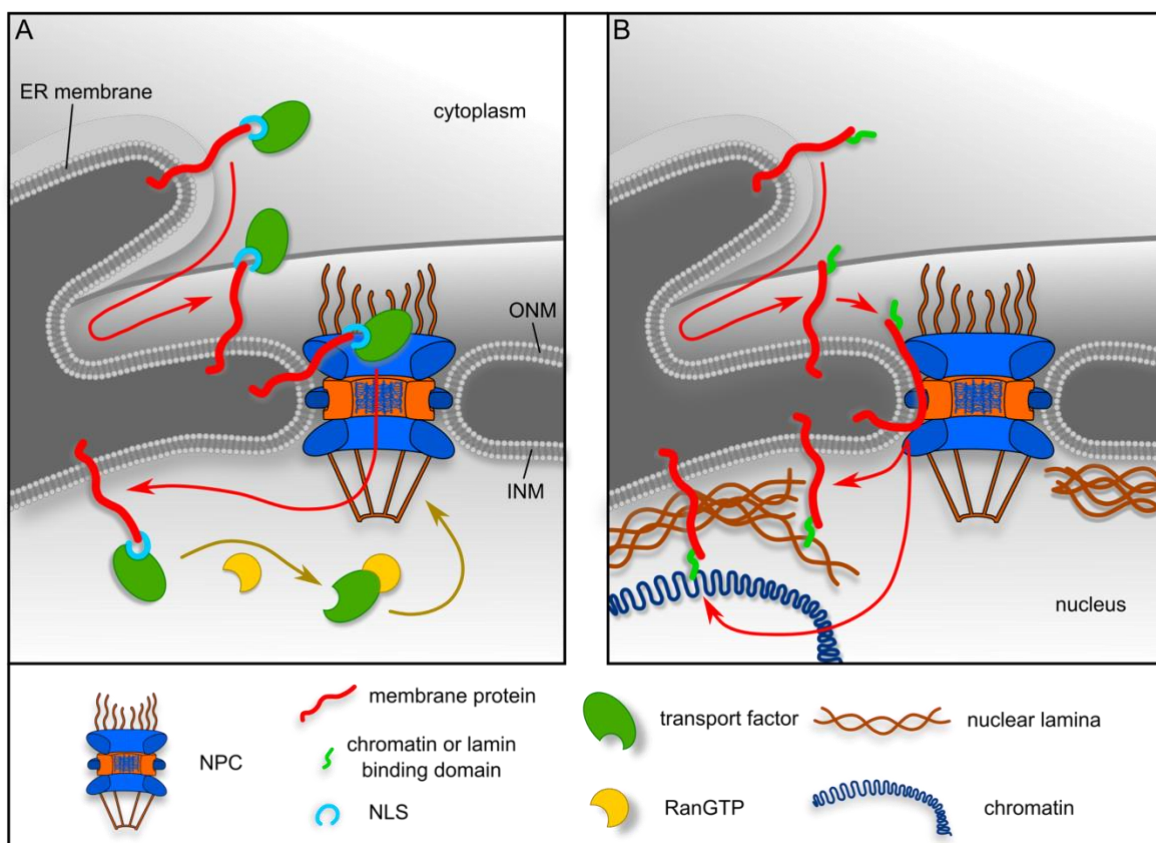 A
ER membrane
cytoplasm
ONM
INM
B
nucleus
NPC
membrane protein
chromatin or lamin
binding domain
NLS
transport factor
RanGTP
nuclear lamina
chromatin